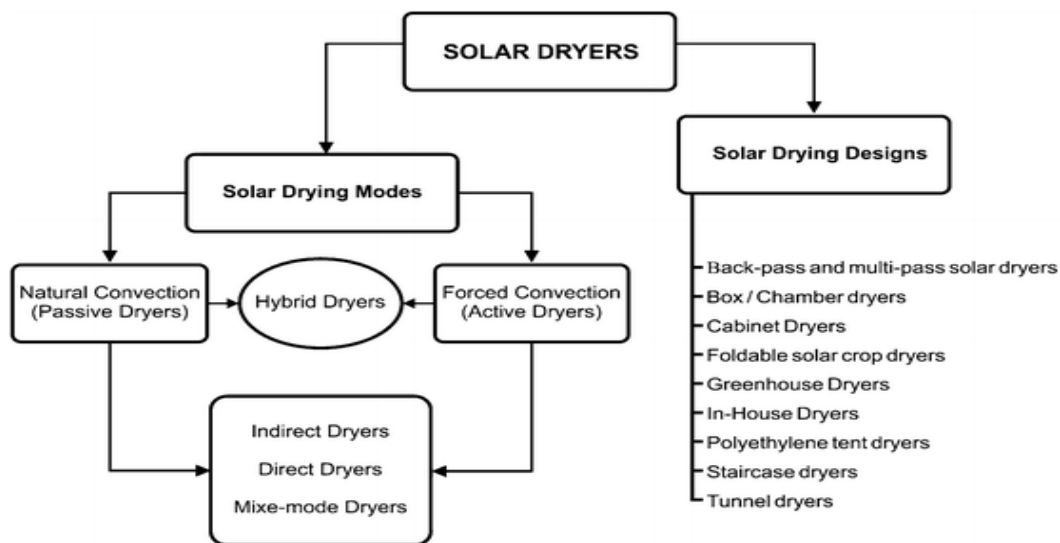 SOLAR DRYERS
Solar Drying Modes
Solar Drying Designs
Natural Convection
(Passive Dryers)
Hybrid Dryers
Forced Convection
(Active Dryers)
Indirect Dryers
Direct Dryers
Mixe-mode Dryers
Back-pass and multi-pass solar dryers
Box / Chamber dryers
Cabinet Dryers
Foldable solar crop dryers
Greenhouse Dryers
In-House Dryers
Polyethylene tent dryers
Staircase dryers
Tunnel dryers